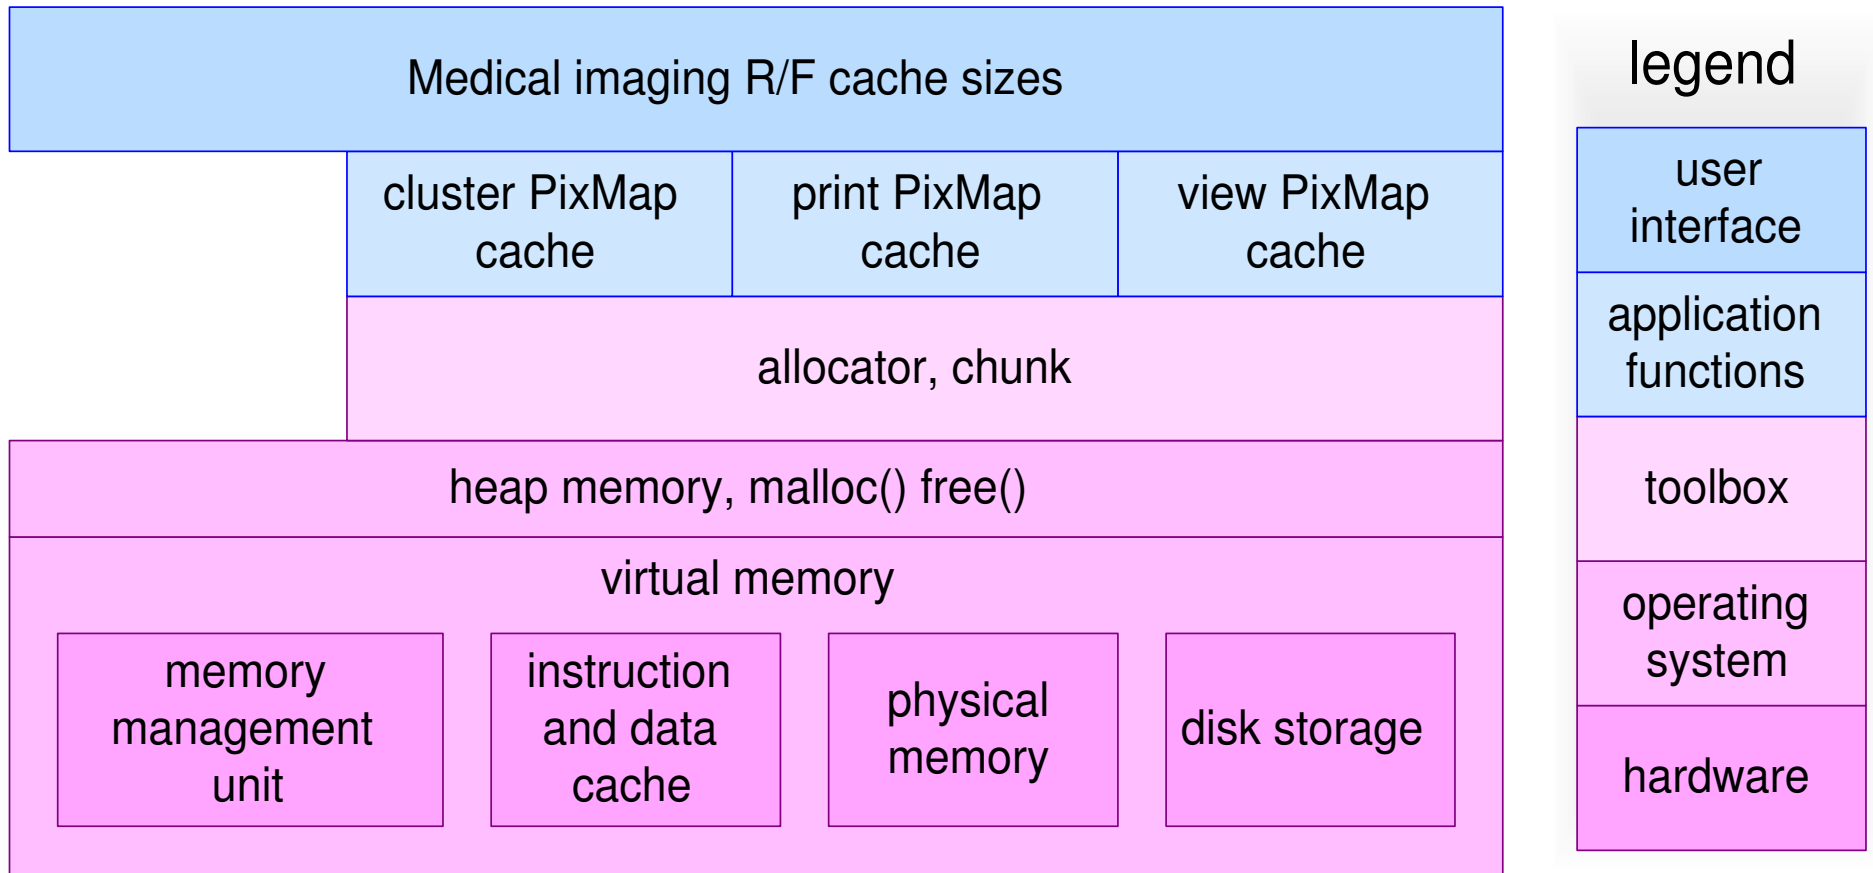 Medical imaging R/F cache sizes
cluster PixMap
cache
print PixMap
cache
view PixMap
cache
allocator, chunk
heap memory, malloc() free()
virtual memory
memory
management
unit
instruction
and data
cache
physical
memory
disk storage
legend
user
interface
application
functions
toolbox
operating
system
hardware